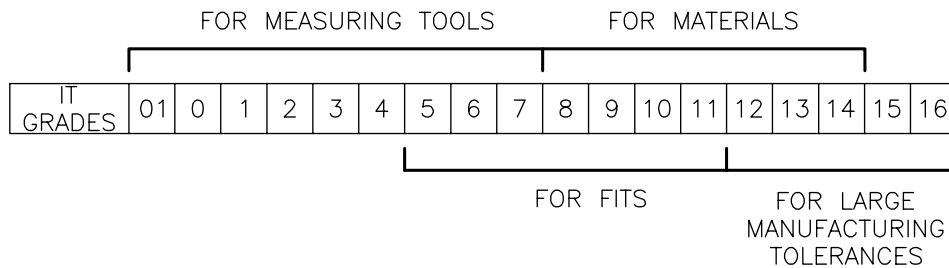 FOR MEASURING TOOLS FOR MATERIALS
IT GRADES 01 0 1 2 3 4 5 6 7 8 9 10 11 12 13 14 15 16
FOR FITS
FOR LARGE
MANUFACTURING
TOLERANCES